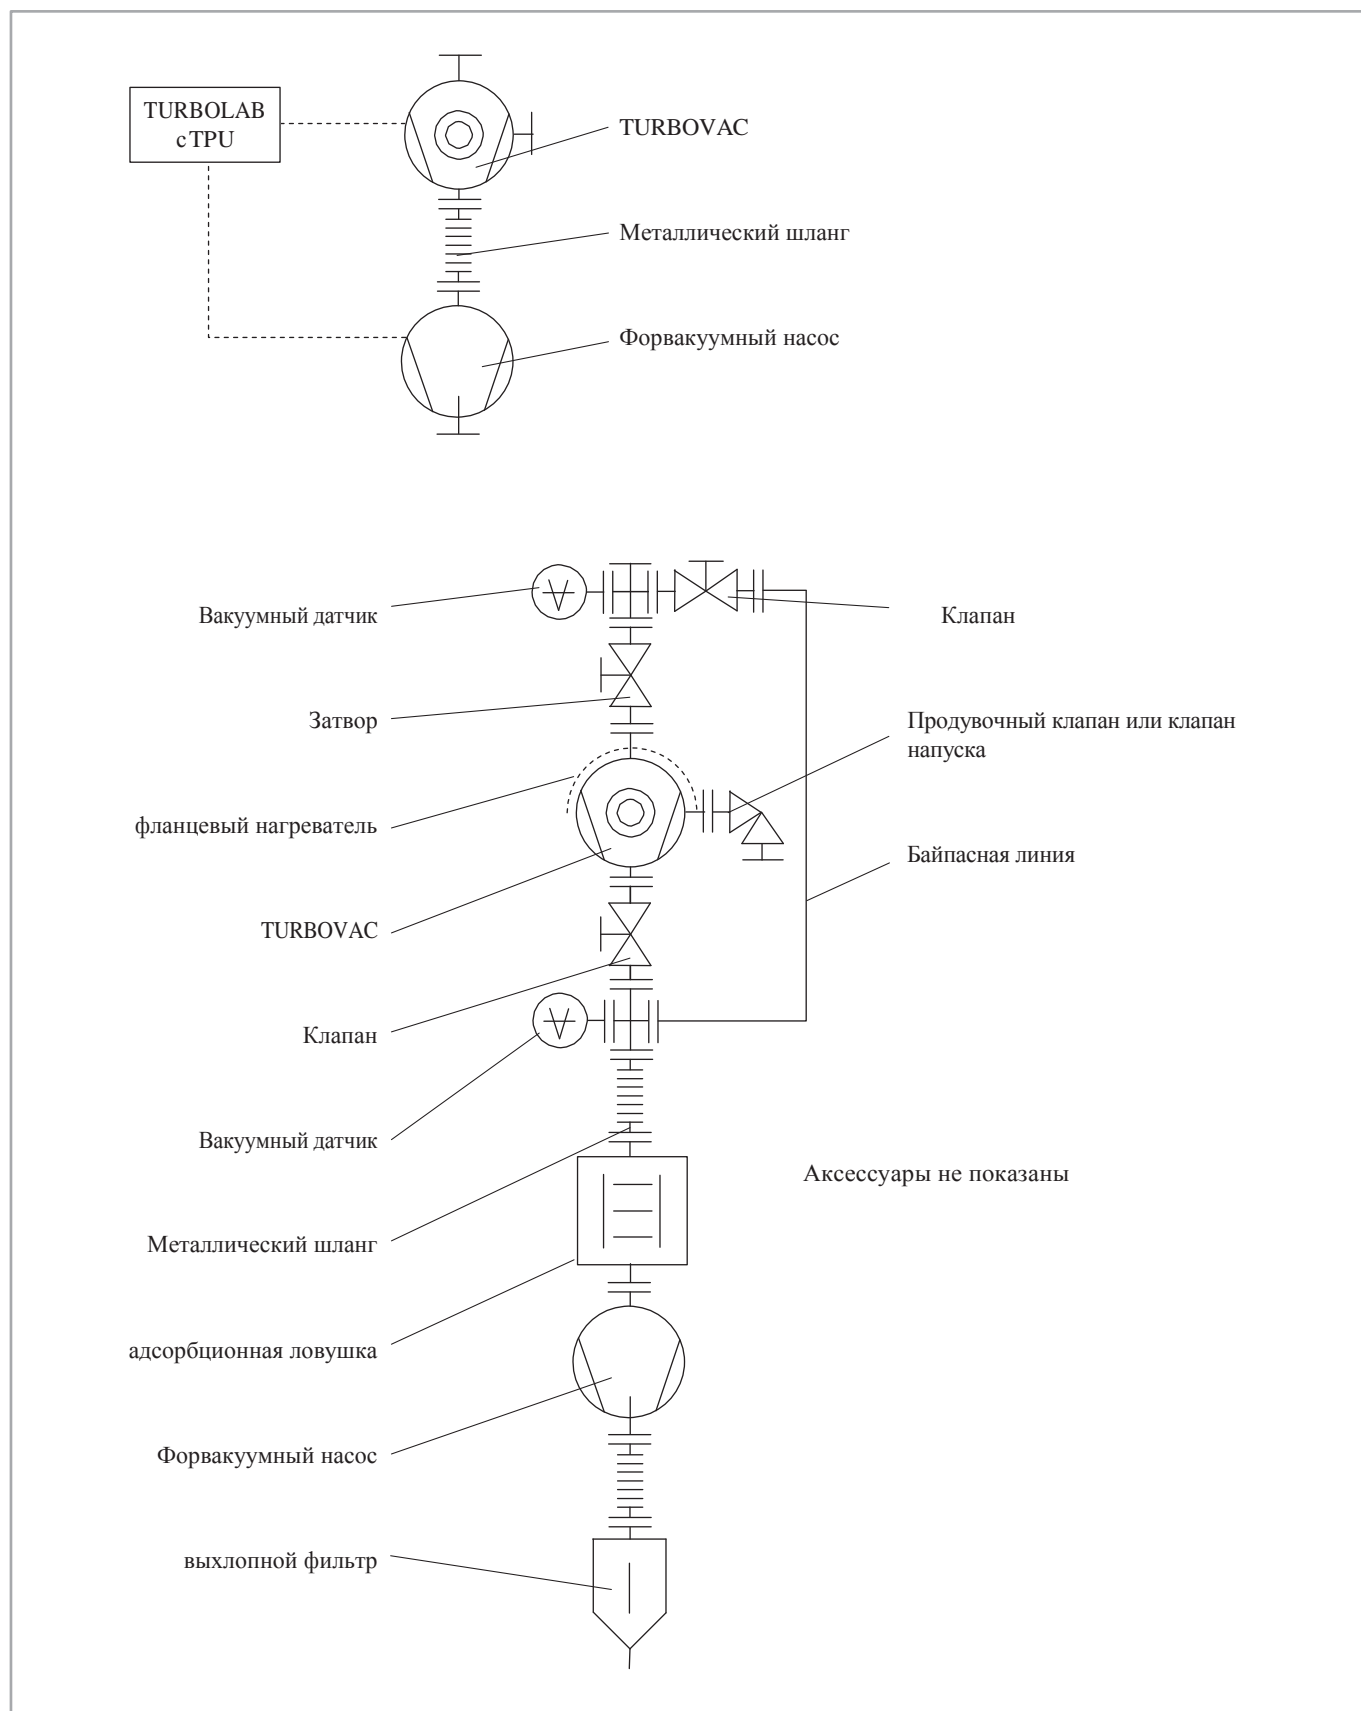 TURBOLAB
с TPU
TURBOVAC
Металлический шланг
Форвакуумный насос
Вакуумный датчик
Клапан
Затвор
Продувочный клапан или клапан
напуска
фланцевый нагреватель
Байпасная линия
TURBOVAC
Клапан
Вакуумный датчик
Аксессуары не показаны
Металлический шланг
адсорбционная ловушка
Форвакуумный насос
выхлопной фильтр